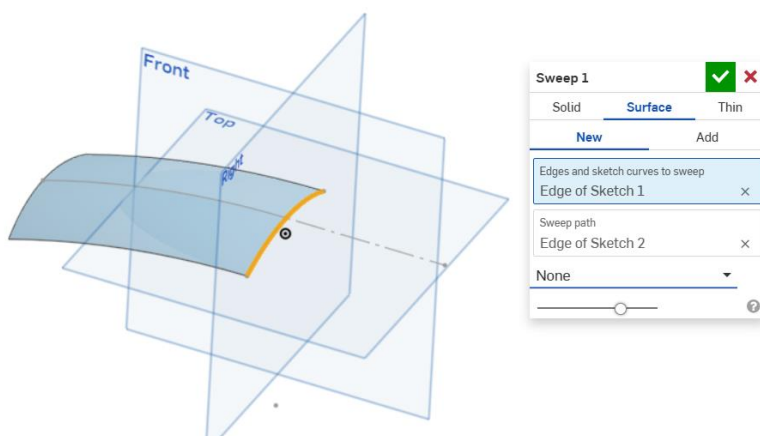 Front
Top
Right
Sweep 1
Solid Surface Thin
New Add
Edges and sketch curves to sweep
Edge of Sketch 1
Sweep path
Edge of Sketch 2
None